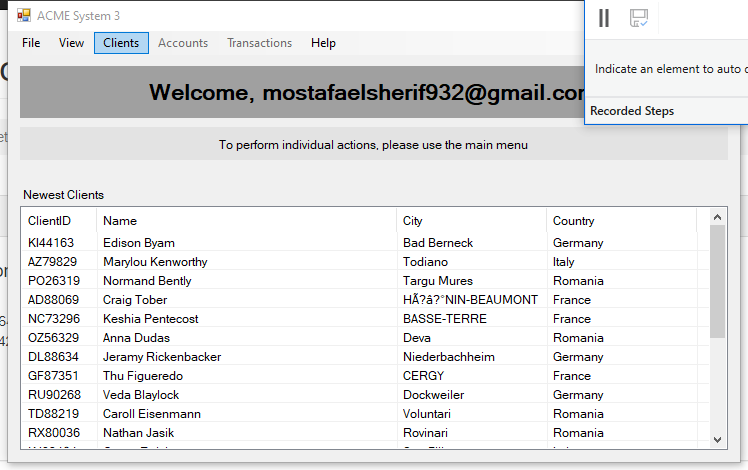 ACME System 3
File View Clients Accounts Transactions Help
Indicate an element to auto
Recorded Steps
Welcome, mostafaelsherif932@gmail.com
To perform individual actions, please use the main menu
Newest Clients
ClientID Name City Country
KI44163 Edison Byam Bad Berneck Germany
AZ79829 Marylou Kenworthy Todiano Italy
PO26319 Normand Bently Targu Mures Romania
AD88069 Craig Tober HÃ?â?°NIN-BEAUMONT France
NC73296 Keshia Pentecost BASSE-TERRE France
OZ56329 Anna Dudas Deva Romania
DL88634 Jeramy Rickenbacker Niederbachheim Germany
GF87351 Thu Figueredo CERGY France
RU90268 Veda Blaylock Dockweiler Germany
TD88219 Caroll Eisenmann Voluntari Romania
RX80036 Nathan Jasik Rovinari Romania